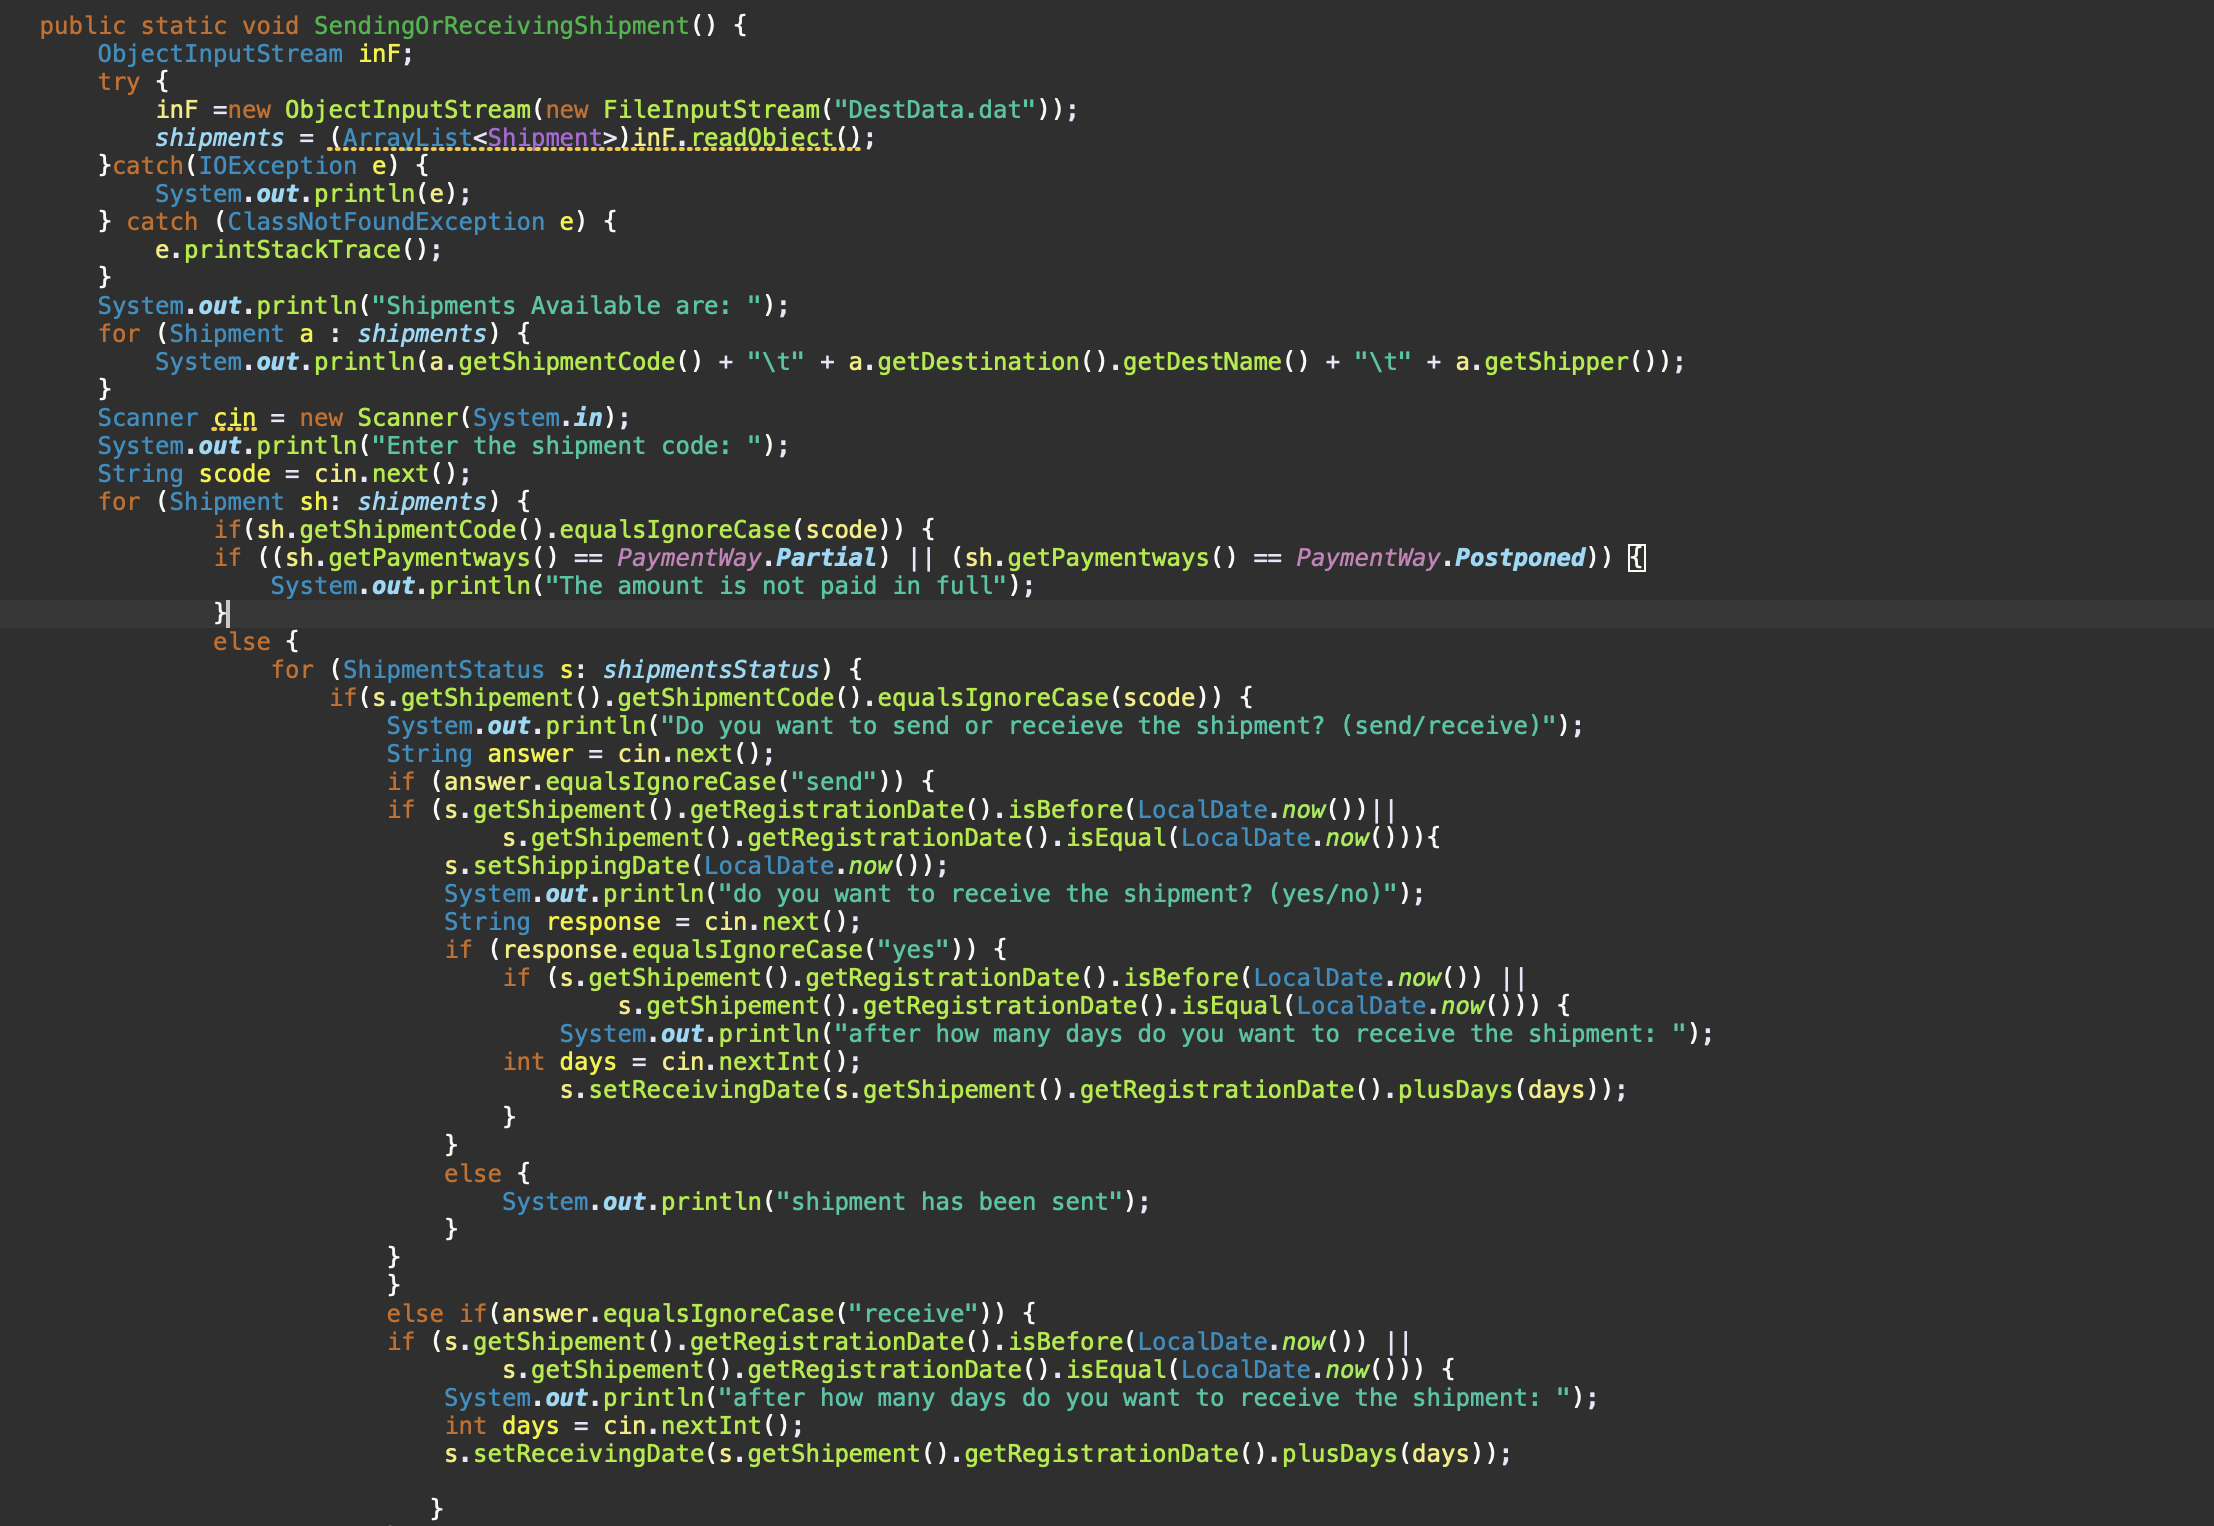 public static void SendingOrReceivingShipment() {
    ObjectInputStream inF;
    try {
        inF =new ObjectInputStream(new FileInputStream("DestData.dat"));
        shipments = (ArrayList<Shipment>)inF.readObject();
    }catch(IOException e) {
        System.out.println(e);
    } catch (ClassNotFoundException e) {
        e.printStackTrace();
    }
    System.out.println("Shipments Available are: ");
    for (Shipment a : shipments) {
        System.out.println(a.getShipmentCode() + "\t" + a.getDestination().getDestName() + "\t" + a.getShipper());
    }
    Scanner cin = new Scanner(System.in);
    System.out.println("Enter the shipment code: ");
    String scode = cin.next();
    for (Shipment sh: shipments) {
            if(sh.getShipmentCode().equalsIgnoreCase(scode)) {
            if ((sh.getPaymentways() == PaymentWay.Partial) || (sh.getPaymentways() == PaymentWay.Postponed)) {
                System.out.println("The amount is not paid in full");
            }
            else {
                for (ShipmentStatus s: shipmentsStatus) {
                    if(s.getShipement().getShipmentCode().equalsIgnoreCase(scode)) {
                        System.out.println("Do you want to send or receieve the shipment? (send/receive)");
                        String answer = cin.next();
                        if (answer.equalsIgnoreCase("send")) {
                        if (s.getShipement().getRegistrationDate().isBefore(LocalDate.now())||
                                s.getShipement().getRegistrationDate().isEqual(LocalDate.now())){
                            s.setShippingDate(LocalDate.now());
                            System.out.println("do you want to receive the shipment? (yes/no)");
                            String response = cin.next();
                            if (response.equalsIgnoreCase("yes")) {
                                if (s.getShipement().getRegistrationDate().isBefore(LocalDate.now()) ||
                                        s.getShipement().getRegistrationDate().isEqual(LocalDate.now())) {
                                    System.out.println("after how many days do you want to receive the shipment: ");
                                int days = cin.nextInt();
                                    s.setReceivingDate(s.getShipement().getRegistrationDate().plusDays(days));
                                }
                            }
                            else {
                                System.out.println("shipment has been sent");
                            }
                        }
                        }
                        else if(answer.equalsIgnoreCase("receive")) {
                        if (s.getShipement().getRegistrationDate().isBefore(LocalDate.now()) ||
                                s.getShipement().getRegistrationDate().isEqual(LocalDate.now())) {
                            System.out.println("after how many days do you want to receive the shipment: ");
                            int days = cin.nextInt();
                            s.setReceivingDate(s.getShipement().getRegistrationDate().plusDays(days));

                           }